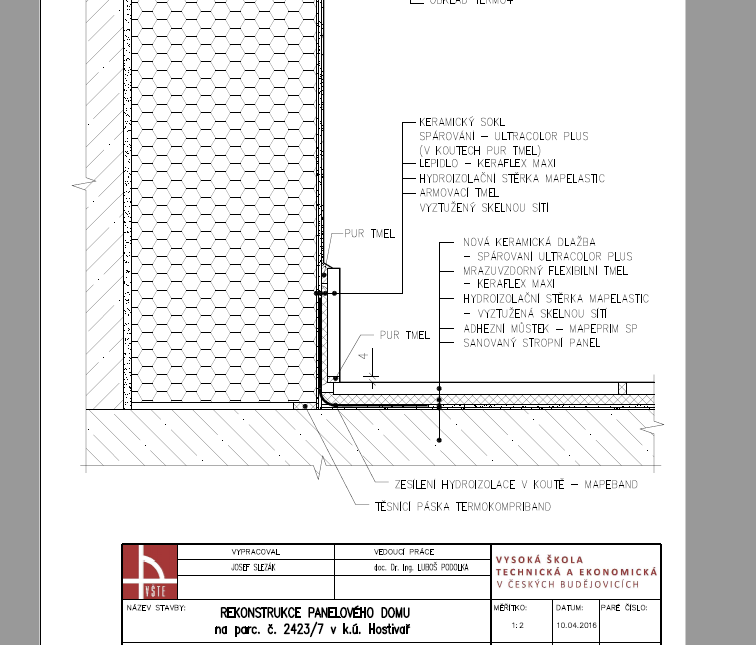 OBKLAD TERMO+
KERAMICKÝ SOKL
SPÁROVÁNÍ – ULTRACOLOR PLUS
(V KOUTECH PUR TMEL)
LEPIDLO – KERAFLEX MAXI
HYDROIZOLAČNÍ STĚRKA MAPELASTIC
ARMOVACÍ TMEL
VYZTUŽENÝ SKELNOU SÍTÍ
PUR TMEL
NOVÁ KERAMICKÁ DLAŽBA
– SPÁROVANÍ ULTRACOLOR PLUS
MRAZUVZDORNÝ FLEXIBILNÍ TMEL
– KERAFLEX MAXI
HYDROIZOLAČNÍ STĚRKA MAPELASTIC
– VYZTUŽENÁ SKELNOU SÍTÍ
ADHEZNÍ MŮSTEK – MAPEPRIM SP
SANOVANÝ STROPNÍ PANEL
PUR TMEL
4
ZESÍLENÍ HYDROIZOLACE V KOUTĚ – MAPEBAND
TĚSNÍCÍ PÁSKA TERMOKOMPRIBAND
VŠTE
VYPRACOVAL
VEDOUCÍ PRÁCE
JOSEF SLEZÁK
doc. Dr. Ing. LUBOŠ PODOLKA
VYSOKÁ ŠKOLA
TECHNICKÁ A EKONOMICKÁ
V ČESKÝCH BUDĚJOVICÍCH
NÁZEV STAVBY:
REKONSTRUKCE PANELOVÉHO DOMU
na parc. č. 2423/7 v k.ú. Hostivař
MĚŘÍTKO:
1:2
DATUM:
10.04.2016
PARÉ ČÍSLO: